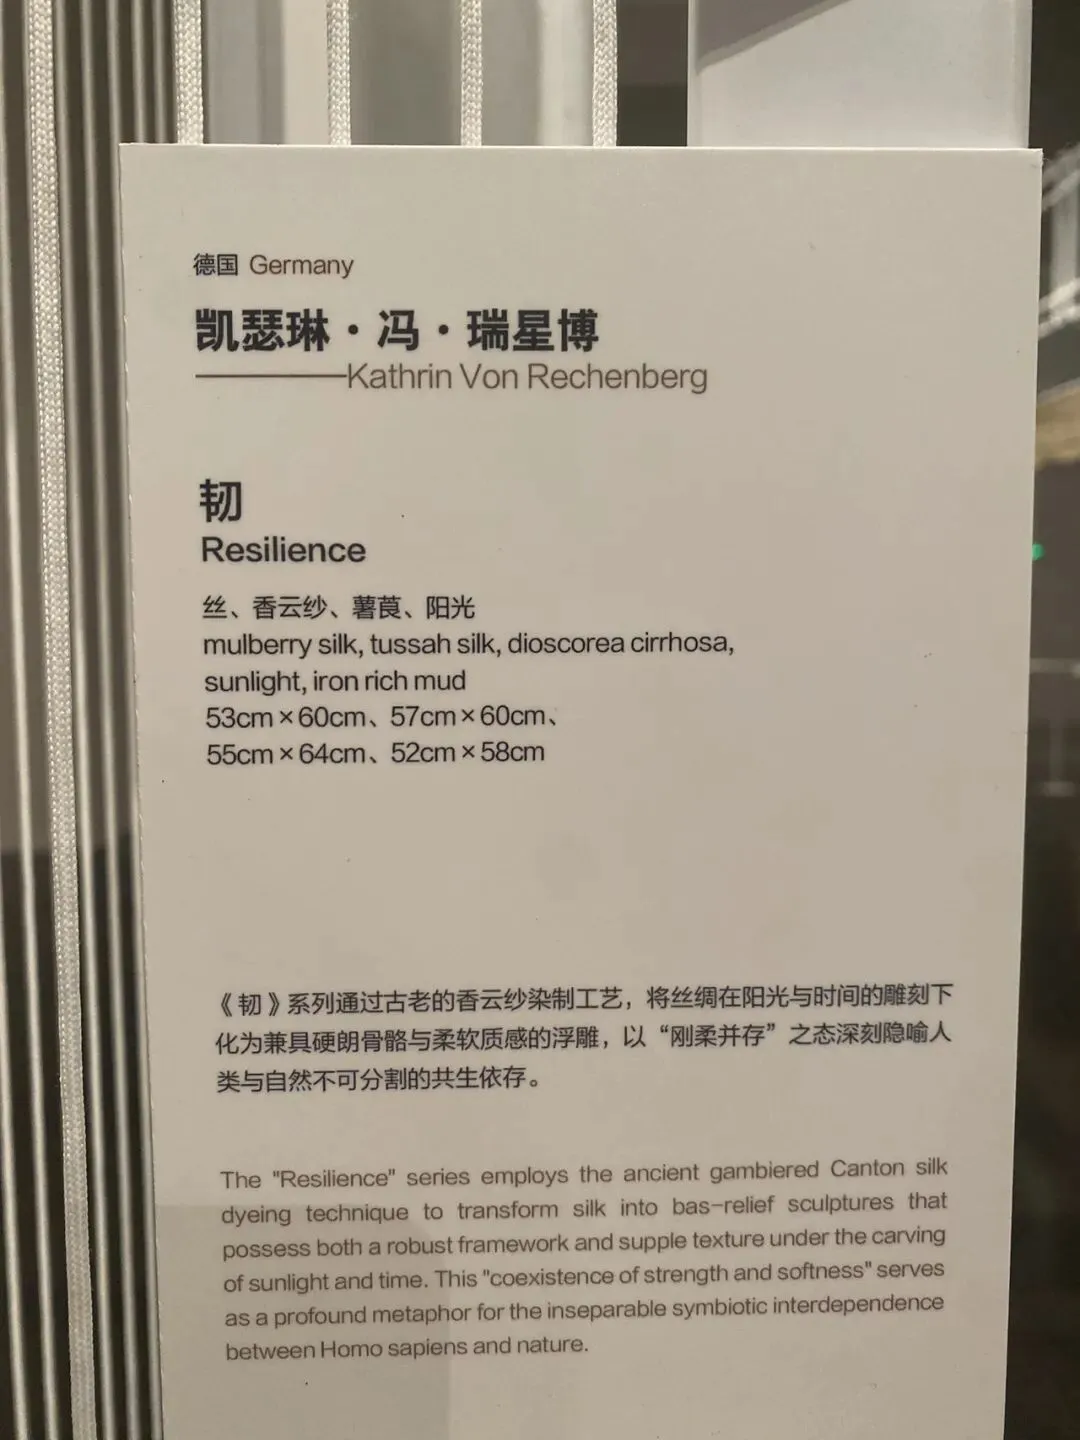 德国 Germany
凯瑟琳·冯·瑞星博
————Kathrin Von Rechenberg
韧
Resilience
丝、香云纱、薯莨、阳光
mulberry silk, tussah silk, dioscorea cirrhosa,
sunlight, iron rich mud
53cm×60cm、57cm×60cm、
55cm×64cm、52cm×58cm
《韧》系列通过古老的香云纱染制工艺，将丝绸在阳光与时间的雕刻下
化为兼具硬朗骨骼与柔软质感的浮雕，以“刚柔并存”之态深刻隐喻人
类与自然不可分割的共生依存。
The "Resilience" series employs the ancient gambiered Canton silk
dyeing technique to transform silk into bas-relief sculptures that
possess both a robust framework and supple texture under the carving
of sunlight and time. This "coexistence of strength and softness" serves
as a profound metaphor for the inseparable symbiotic interdependence
between Homo sapiens and nature.